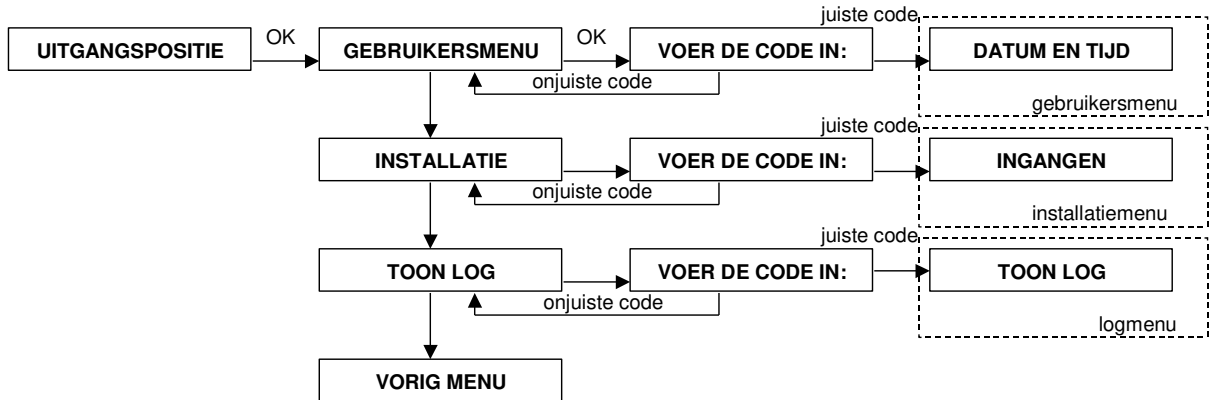 juiste code
UITGANGSPOSITIE OK GEBRUIKERSMENU OK VOER DE CODE IN: DATUM EN TIJD
onjuiste code
gebruikersmenu
juiste code
INSTALLATIE VOER DE CODE IN: INGANGEN
onjuiste code
installatiemenu
juiste code
TOON LOG VOER DE CODE IN: TOON LOG
onjuiste code
logmenu
VORIG MENU